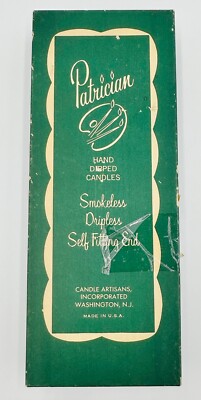 Patrician
HAND
DIPPED
CANDLES
Smokeless
Dripless
Self Fitting End
CANDLE ARTISANS,
INCORPORATED
WASHINGTON, N.J.
MADE IN U.S.A.